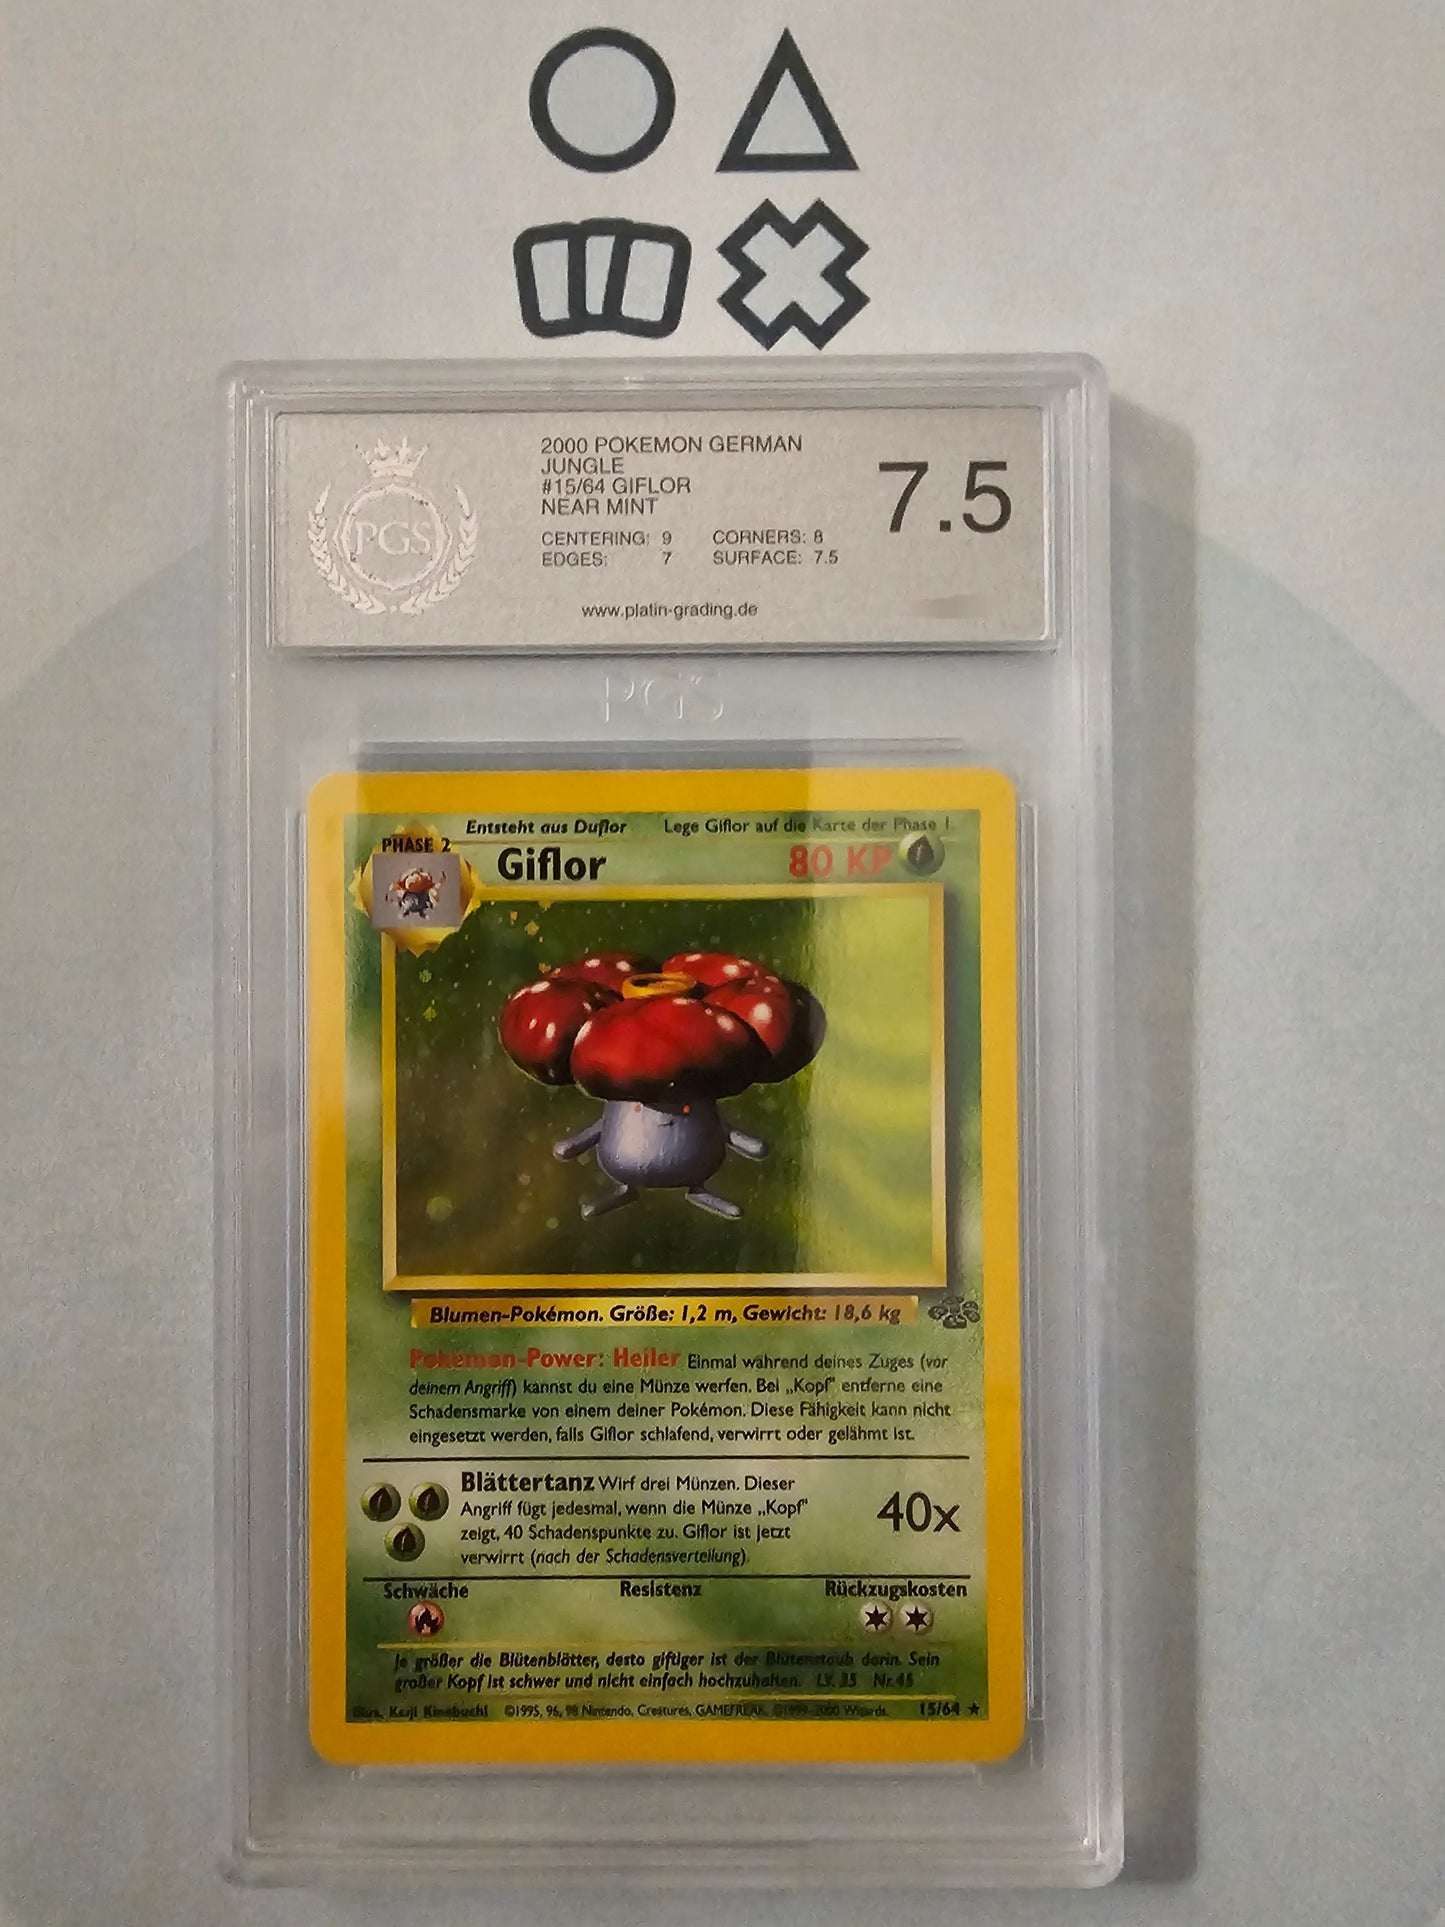 2000 POKEMON GERMAN
JUNGLE
#15/64 GIFLOR
NEAR MINT
CENTERING: 9 CORNERS: 8
EDGES: 7 SURFACE: 7.5
7.5
PGS
www.platin-grading.de
PGS
Entsteht aus Duflor Lege Giflor auf die Karte der Phase 1.
PHASE 2
Giflor 80 KP
Blumen-Pokémon. Größe: 1,2 m, Gewicht: 18,6 kg
Pokémon-Power: Heiler Einmal während deines Zuges (vor
deinem Angriff) kannst du eine Münze werfen. Bei „Kopf" entferne eine
Schadensmarke von einem deiner Pokémon. Diese Fähigkeit kann nicht
eingesetzt werden, falls Giflor schlafend, verwirrt oder gelähmt ist.
Blättertanz Wirf drei Münzen. Dieser
Angriff fügt jedesmal, wenn die Münze „Kopf"
zeigt, 40 Schadenspunkte zu. Giflor ist jetzt
verwirrt (nach der Schadensverteilung).
40x
Schwäche Resistenz Rückzugskosten
Je größer die Blütenblätter, desto giftiger ist der Blütenstaub darin. Sein
großer Kopf ist schwer und nicht einfach hochzuhalten. LV. 35 Nr. 45
Illus. Keiji Kinebuchi ©1995, 96, 98 Nintendo, Creatures, GAMEFREAK. ©1999-2000 Wizards. 15/64 ★